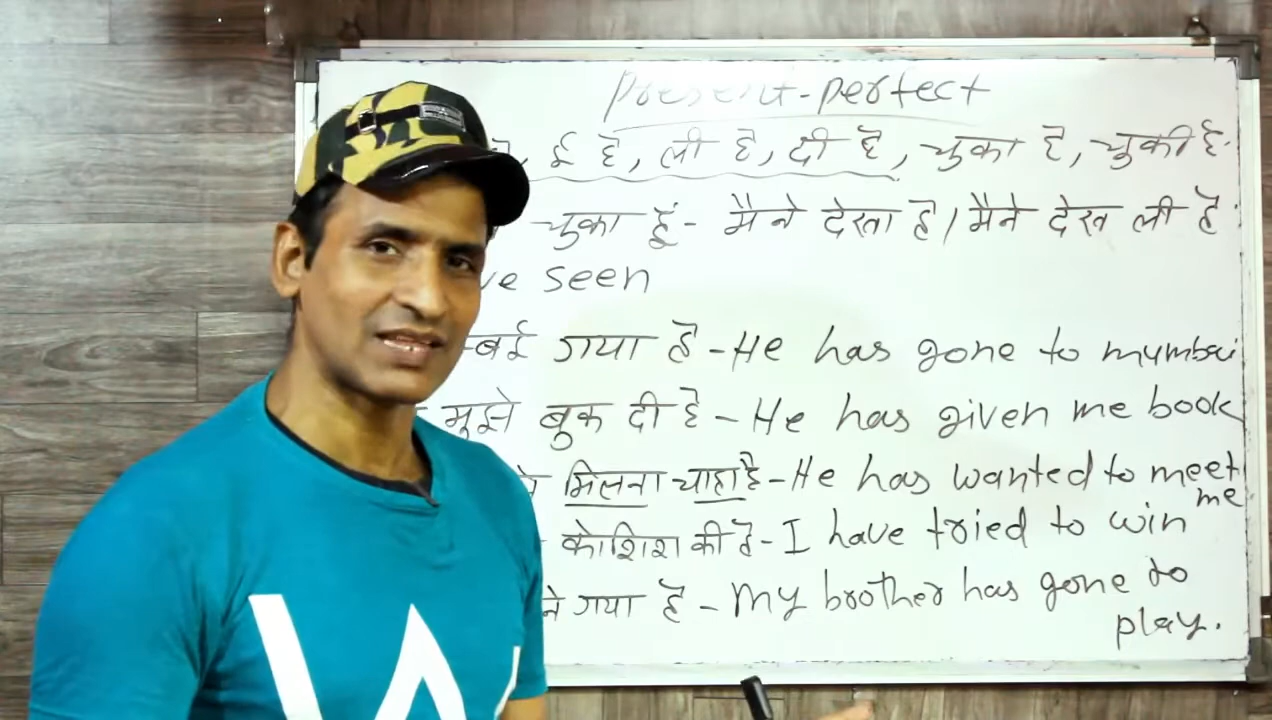 Present-perfect
ई है, ली है, दी है, चुका है, चुकी है.
चुका हूं- मैने देखा है / मैने देख ली है
ve seen
गया है - He has gone to mumbai
मुझे बुक दी है - He has given me book
मिलना चाहा है - He has wanted to meet me
कोशिश की है - I have tried to win
ने गया है - My brother has gone to
play.
W